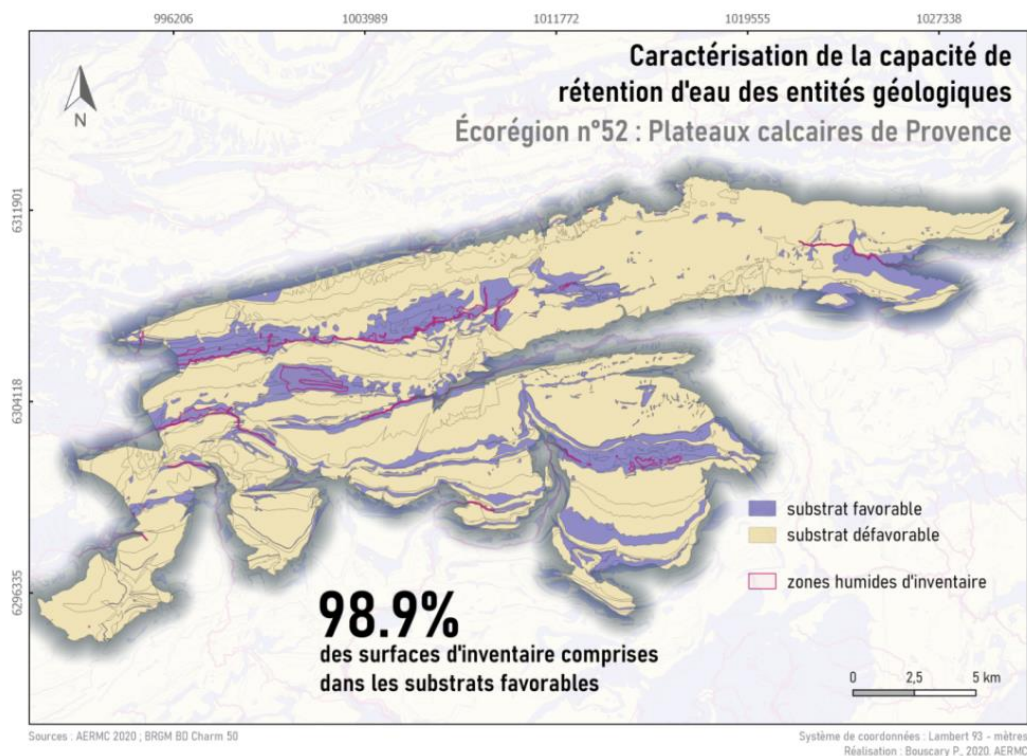 996206 1003989 1011772 1019555 1027338
Caractérisation de la capacité de
rétention d'eau des entités géologiques
Écorégion n°52 : Plateaux calcaires de Provence
N
6311901
6304118
6296335
substrat favorable
substrat défavorable
zones humides d'inventaire
98.9%
des surfaces d'inventaire comprises
dans les substrats favorables
0 2,5 5 km
Sources : AERMC 2020 ; BRGM BD Charm 50
Système de coordonnées : Lambert 93 - mètres
Réalisation : Bouscary P., 2020. AERMC